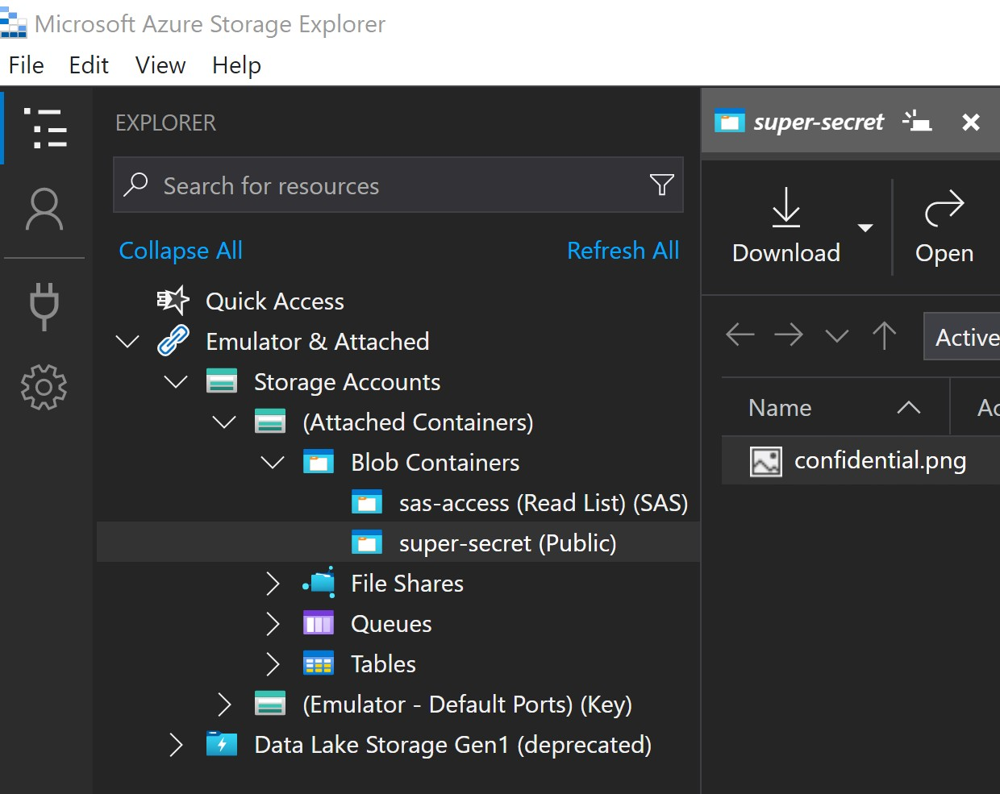 Microsoft Azure Storage Explorer
File Edit View Help
EXPLORER
Search for resources
Collapse All Refresh All
Quick Access
Emulator & Attached
Storage Accounts
(Attached Containers)
Blob Containers
sas-access (Read List) (SAS)
super-secret (Public)
File Shares
Queues
Tables
(Emulator - Default Ports) (Key)
Data Lake Storage Gen1 (deprecated)
super-secret
Download Open
Active
Name Ac
confidential.png